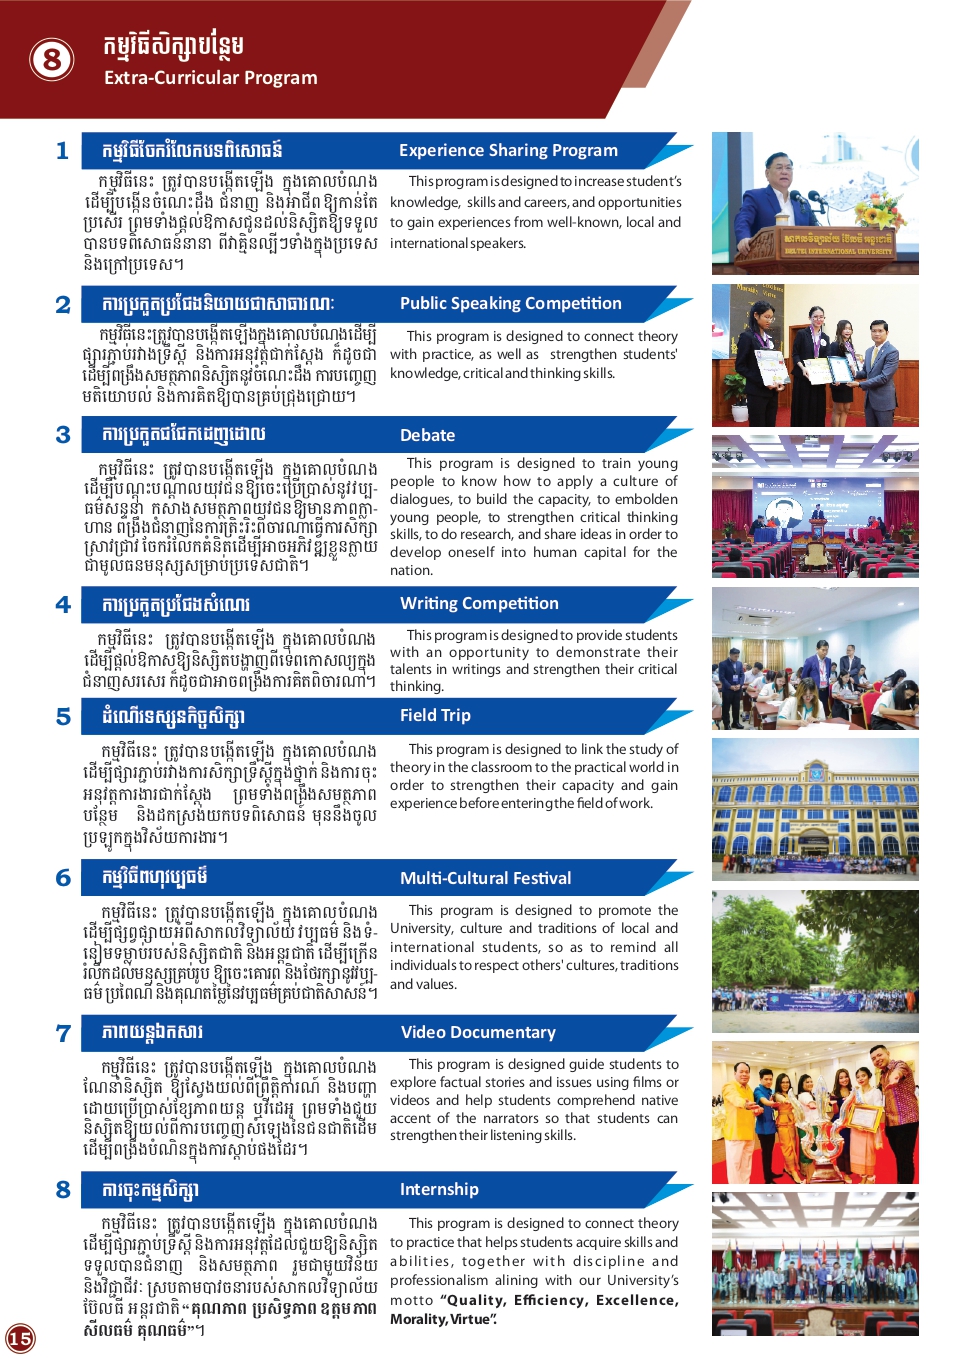 8
កម្មវិធីសិក្សាបន្ថែម
Extra-Curricular Program
1
កម្មវិធីចែករំលែកបទពិសោធន៍
Experience Sharing Program
កម្មវិធីនេះ ត្រូវបានបង្កើតឡើង ក្នុងគោលបំណង
ដើម្បីបង្កើនចំណេះដឹង ជំនាញ និងអាជីព ឱ្យកាន់តែ
ប្រសើរ ព្រមទាំងផ្តល់ឱកាសជូនដល់និស្សិតឱ្យទទួល
បានបទពិសោធន៍នានា ពីវាគ្មិនល្បីៗទាំងក្នុងប្រទេស
និងក្រៅប្រទេស។
This program is designed to increase student's
knowledge, skills and careers, and opportunities
to gain experiences from well-known, local and
international speakers.
សាកលវិទ្យាល័យ ប៊ែលធី អន្តរជាតិ
BELTEI INTERNATIONAL UNIVERSITY
2
ការប្រកួតប្រជែងនិយាយជាសាធារណៈ
Public Speaking Competition
កម្មវិធីនេះត្រូវបានបង្កើតឡើងក្នុងគោលបំណងដើម្បី
ផ្សារភ្ជាប់រវាងទ្រឹស្តី និងការអនុវត្តជាក់ស្តែង ក៏ដូចជា
ដើម្បីពង្រឹងសមត្ថភាពនិស្សិតនូវចំណេះដឹង ការបញ្ចេញ
មតិយោបល់ និងការគិតឱ្យបានគ្រប់ជ្រុងជ្រោយ។
This program is designed to connect theory
with practice, as well as strengthen students'
knowledge, critical and thinking skills.
3
ការប្រកួតជជែកដេញដោល
Debate
កម្មវិធីនេះ ត្រូវបានបង្កើតឡើង ក្នុងគោលបំណង
ដើម្បីបណ្តុះបណ្តាលយុវជនឱ្យចេះប្រើប្រាស់នូវវប្ប-
ធម៌សន្ទនា កសាងសមត្ថភាពយុវជនឱ្យមានភាពក្លា-
ហាន ពង្រឹងជំនាញនៃការត្រិះរិះពិចារណាធ្វើការសិក្សា
ស្រាវជ្រាវ ចែករំលែកគំនិតដើម្បីអាចអភិវឌ្ឍខ្លួនក្លាយ
ជាមូលធនមនុស្សសម្រាប់ប្រទេសជាតិ។
This program is designed to train young
people to know how to apply a culture of
dialogues, to build the capacity, to embolden
young people, to strengthen critical thinking
skills, to do research, and share ideas in order to
develop oneself into human capital for the
nation.
4
ការប្រកួតប្រជែងសំណេរ
Writing Competition
កម្មវិធីនេះ ត្រូវបានបង្កើតឡើង ក្នុងគោលបំណង
ដើម្បីផ្តល់ឱកាសឱ្យនិស្សិតបង្ហាញពីទេពកោសល្យក្នុង
ជំនាញសរសេរ ក៏ដូចជាអាចពង្រឹងការគិតពិចារណា។
This program is designed to provide students
with an opportunity to demonstrate their
talents in writings and strengthen their critical
thinking.
5
ដំណើរទស្សនកិច្ចសិក្សា
Field Trip
កម្មវិធីនេះ ត្រូវបានបង្កើតឡើង ក្នុងគោលបំណង
ដើម្បីផ្សារភ្ជាប់រវាងការសិក្សាទ្រឹស្តីក្នុងថ្នាក់ និងការចុះ
អនុវត្តការងារជាក់ស្តែង ព្រមទាំងពង្រឹងសមត្ថភាព
បន្ថែម និងដកស្រង់យកបទពិសោធន៍ មុននឹងចូល
ប្រឡូកក្នុងវិស័យការងារ។
This program is designed to link the study of
theory in the classroom to the practical world in
order to strengthen their capacity and gain
experience before entering the field of work.
6
កម្មវិធីពហុវប្បធម៌
Multi-Cultural Festival
កម្មវិធីនេះ ត្រូវបានបង្កើតឡើង ក្នុងគោលបំណង
ដើម្បីផ្សព្វផ្សាយអំពីសាកលវិទ្យាល័យ វប្បធម៌ និងទំ-
នៀមទម្លាប់របស់និស្សិតជាតិ និងអន្តរជាតិ ដើម្បីក្រើន
រំលឹកដល់មនុស្សគ្រប់រូប ឱ្យចេះគោរព និងថែរក្សានូវវប្ប-
ធម៌ ប្រពៃណី និងគុណតម្លៃនៃវប្បធម៌គ្រប់ជាតិសាសន៍។
This program is designed to promote the
University, culture and traditions of local and
international students, so as to remind all
individuals to respect others' cultures, traditions
and values.
7
ភាពយន្តឯកសារ
Video Documentary
កម្មវិធីនេះ ត្រូវបានបង្កើតឡើង ក្នុងគោលបំណង
ណែនាំនិស្សិត ឱ្យស្វែងយល់ពីព្រឹត្តិការណ៍ និងបញ្ហា
ដោយប្រើប្រាស់ខ្សែភាពយន្ត ឬវីដេអូ ព្រមទាំងជួយ
និស្សិតឱ្យយល់ពីការបញ្ចេញសំឡេងនៃជនជាតិដើម
ដើម្បីពង្រឹងបំណិនក្នុងការស្តាប់ផងដែរ។
This program is designed guide students to
explore factual stories and issues using films or
videos and help students comprehend native
accent of the narrators so that students can
strengthen their listening skills.
8
ការចុះកម្មសិក្សា
Internship
កម្មវិធីនេះ ត្រូវបានបង្កើតឡើង ក្នុងគោលបំណង
ដើម្បីផ្សារភ្ជាប់ទ្រឹស្តី និងការអនុវត្តដែលជួយឱ្យនិស្សិត
ទទួលបានជំនាញ និងសមត្ថភាព រួមជាមួយវិន័យ
និងវិជ្ជាជីវៈ ស្របតាមបាវចនារបស់សាកលវិទ្យាល័យ
ប៊ែលធី អន្តរជាតិ “គុណភាព ប្រសិទ្ធភាព ឧត្តមភាព
សីលធម៌ គុណធម៌”។
This program is designed to connect theory
to practice that helps students acquire skills and
abilities, together with discipline and
professionalism alining with our University's
motto “Quality, Efficiency, Excellence,
Morality, Virtue”.
15